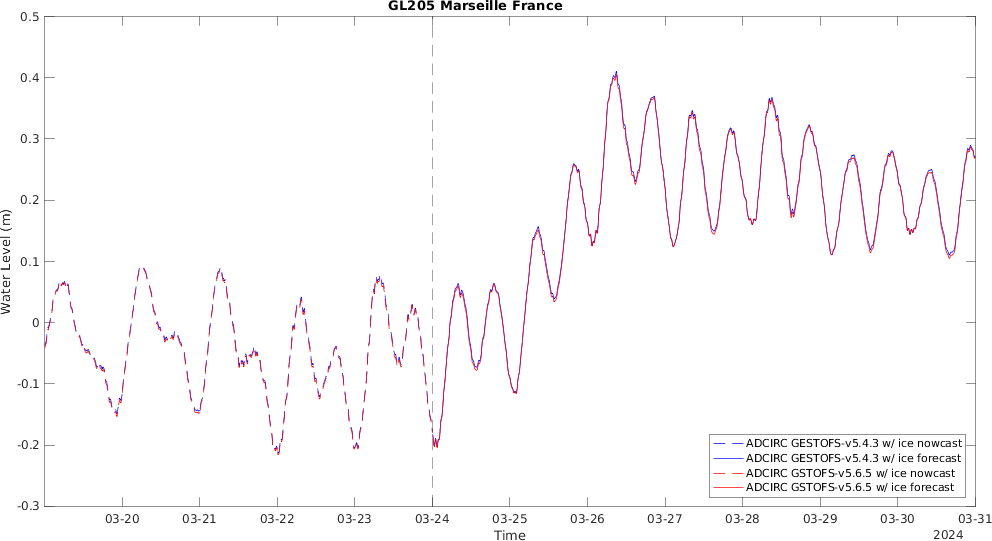 GL205 Marseille France
0.5
0.4
0.3
0.2
0.1
0
-0.1
-0.2
-0.3
Water Level (m)
ADCIRC GESTOFS-v5.4.3 w/ ice nowcast
ADCIRC GESTOFS-v5.4.3 w/ ice forecast
ADCIRC GSTOFS-v5.6.5 w/ ice nowcast
ADCIRC GSTOFS-v5.6.5 w/ ice forecast
03-20 03-21 03-22 03-23 03-24 03-25 03-26 03-27 03-28 03-29 03-30 03-31
Time
2024